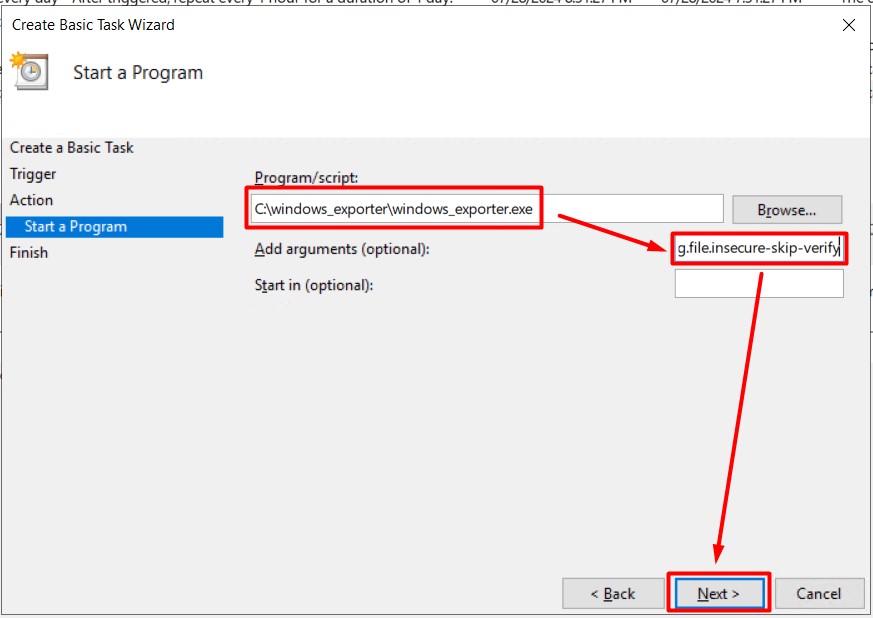 Create Basic Task Wizard
Start a Program
Create a Basic Task
Trigger
Action
Start a Program
Finish
Program/script:
C:\windows_exporter\windows_exporter.exe
Browse...
Add arguments (optional):
g.file.insecure-skip-verify
Start in (optional):
< Back
Next >
Cancel